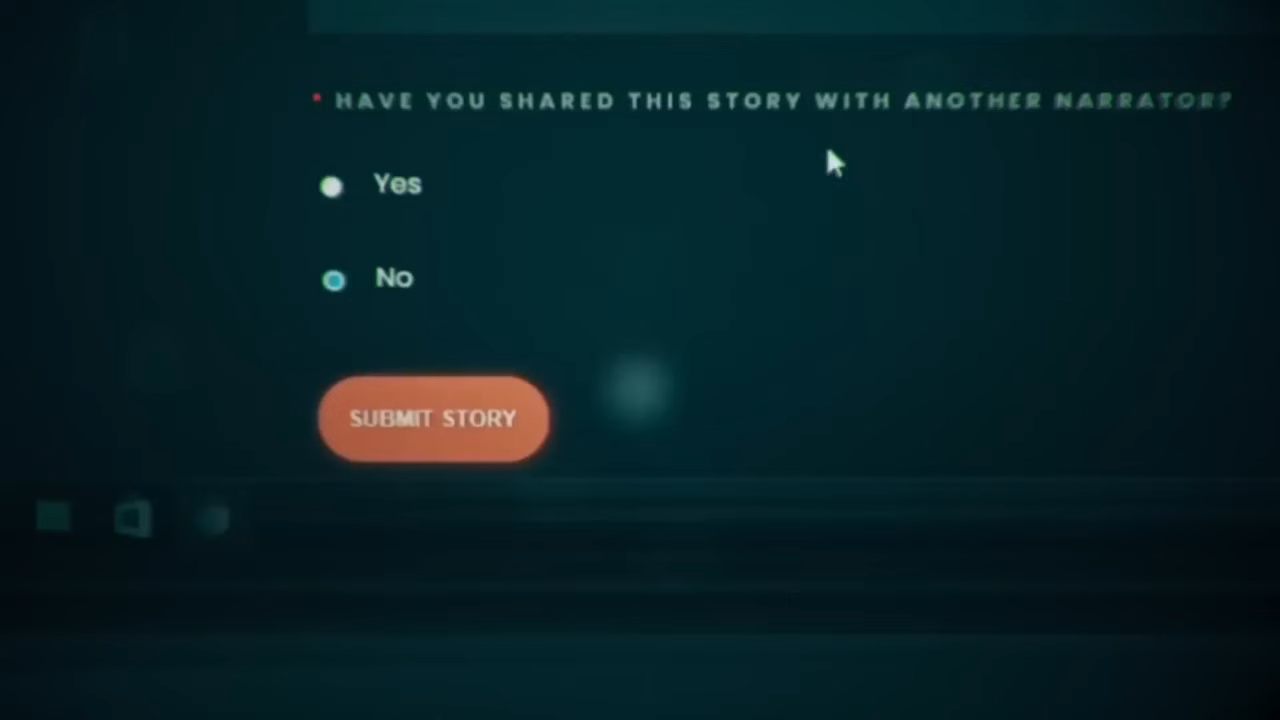 * HAVE YOU SHARED THIS STORY WITH ANOTHER NARRATOR?
Yes
No
SUBMIT STORY